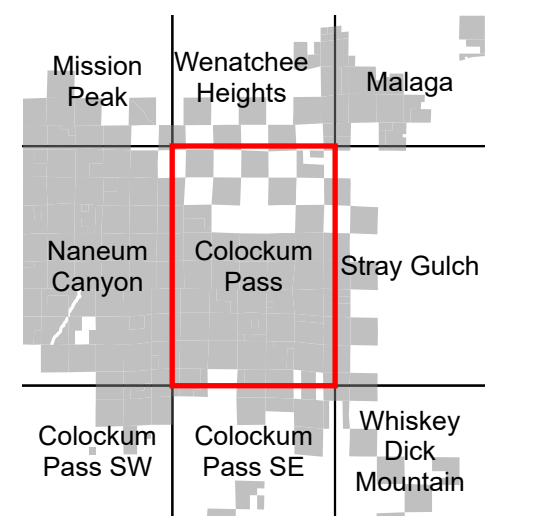 Mission
Peak
Wenatchee
Heights
Malaga
Naneum
Canyon
Colockum
Pass
Stray Gulch
Colockum
Pass SW
Colockum
Pass SE
Whiskey
Dick
Mountain